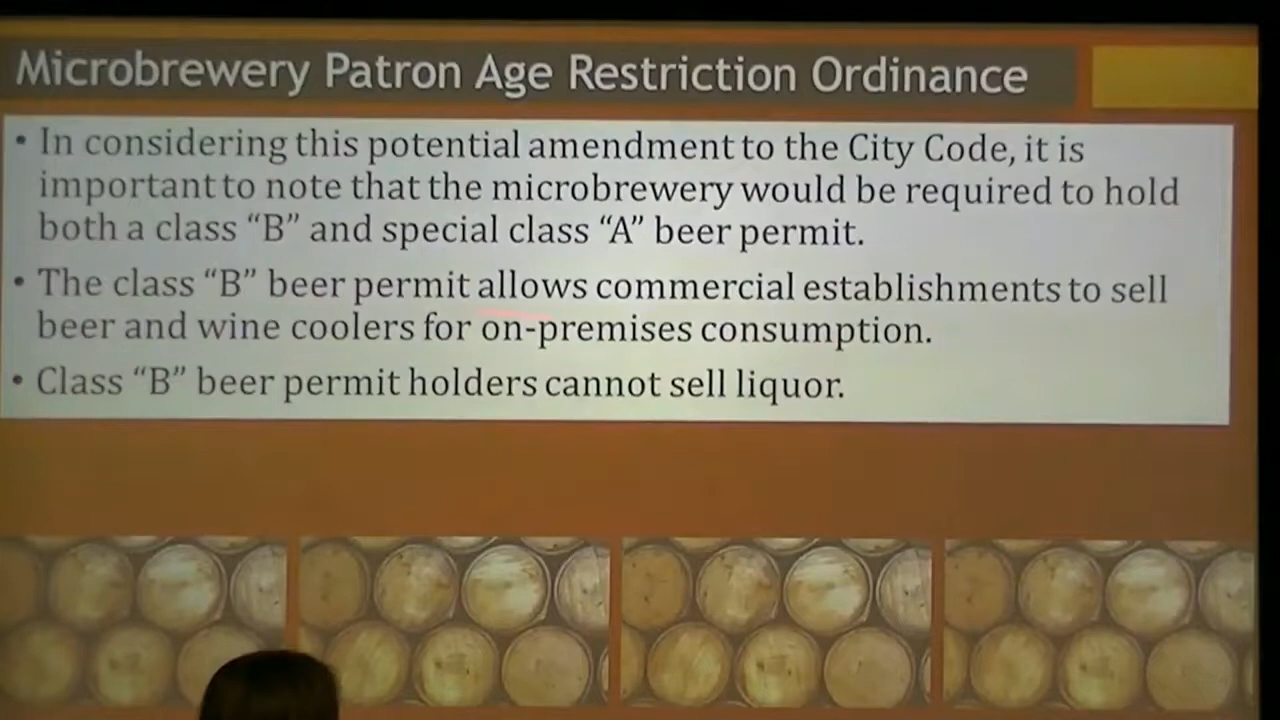 Microbrewery Patron Age Restriction Ordinance
• In considering this potential amendment to the City Code, it is
important to note that the microbrewery would be required to hold
both a class “B” and special class “A” beer permit.
• The class “B” beer permit allows commercial establishments to sell
beer and wine coolers for on-premises consumption.
• Class “B” beer permit holders cannot sell liquor.